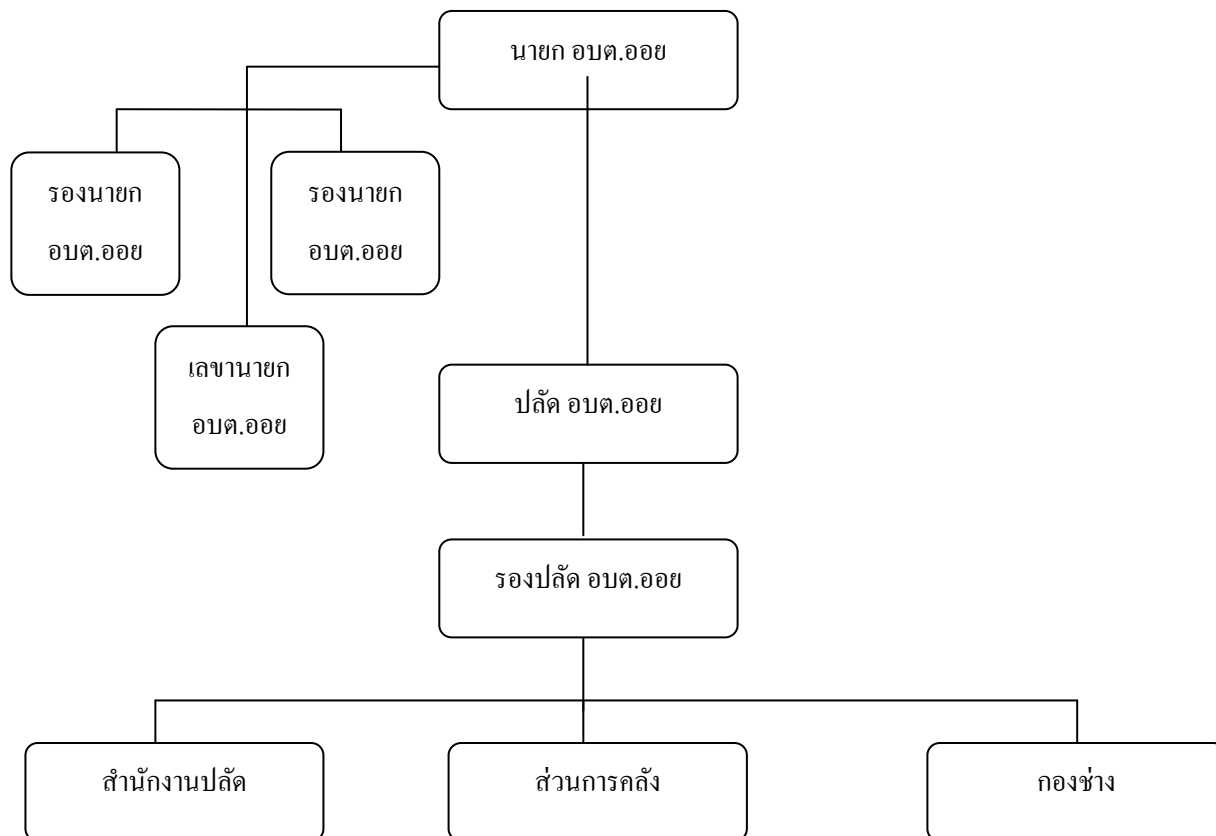 นายก อบต.ออย
รองนายก
อบต.ออย
รองนายก
อบต.ออย
เลขานายก
อบต.ออย
ปลัด อบต.ออย
รองปลัด อบต.ออย
สำนักงานปลัด
ส่วนการคลัง
กองช่าง